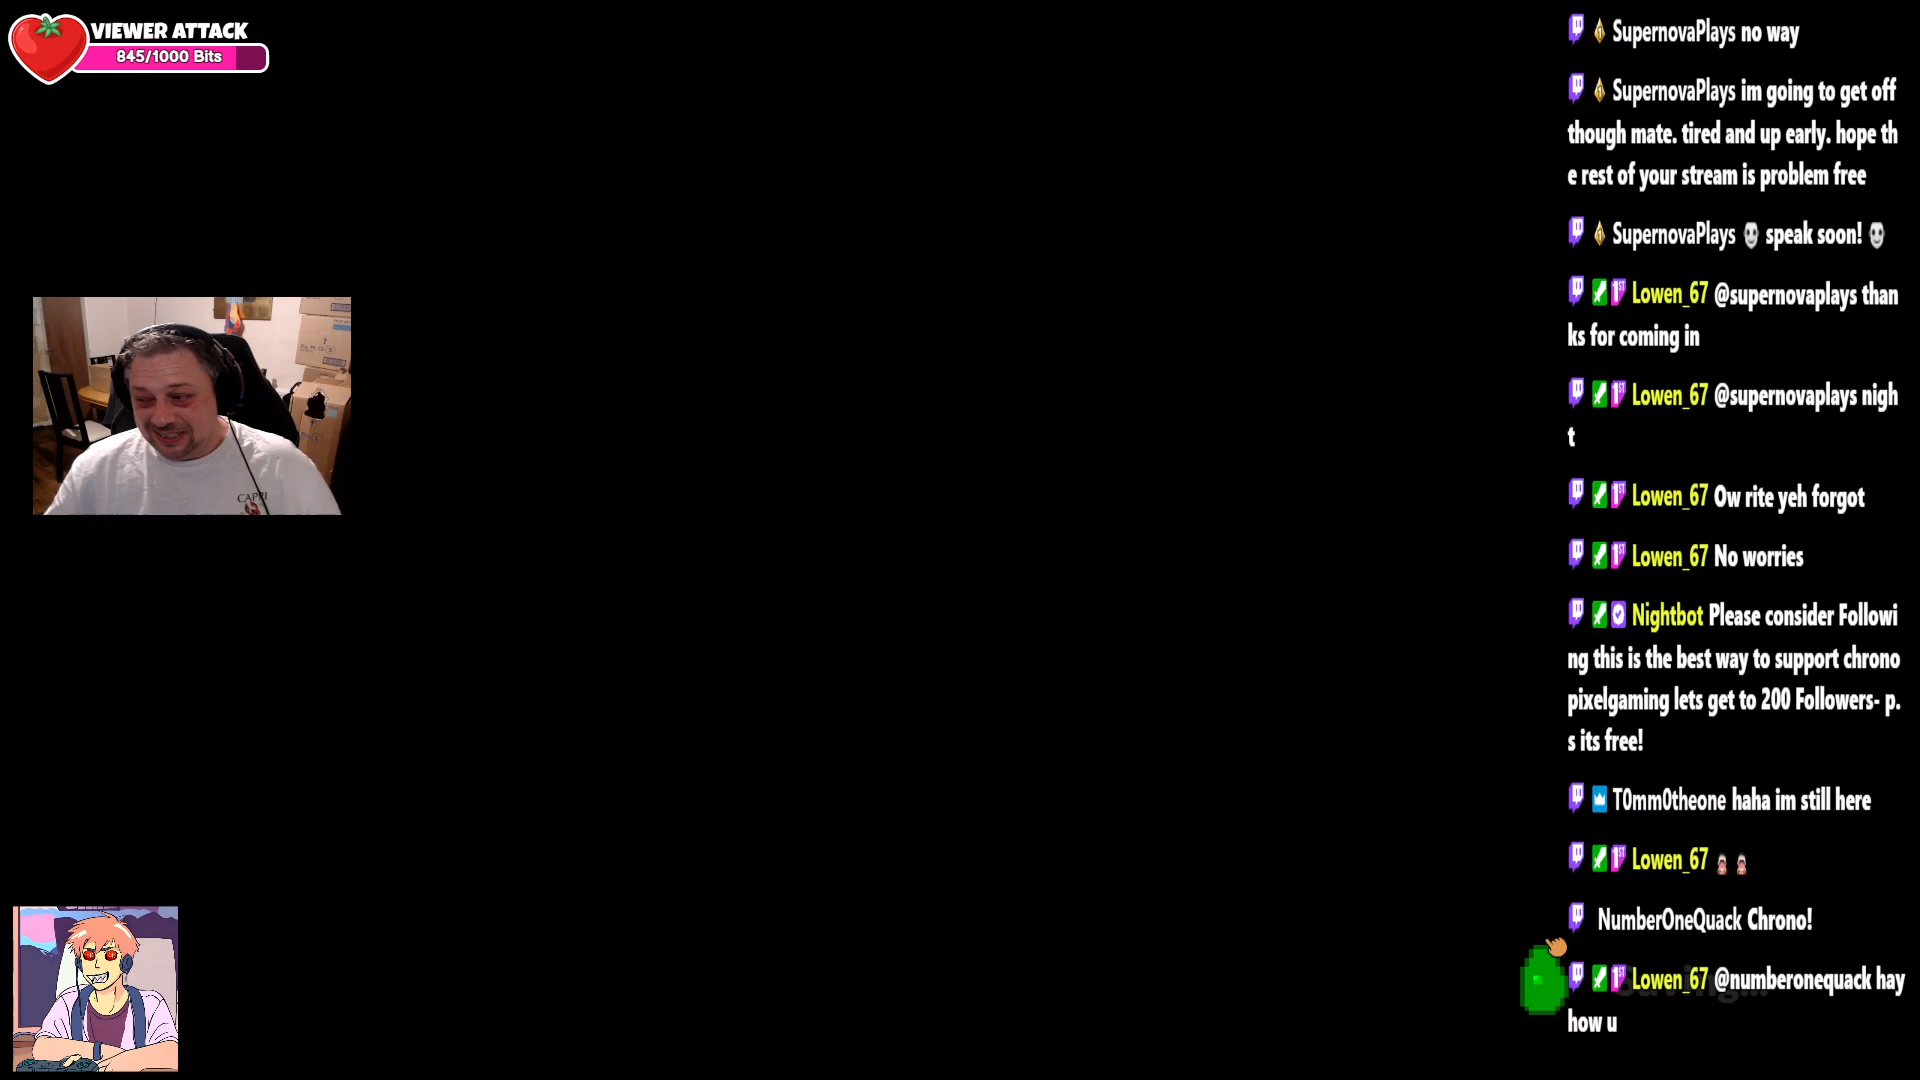 VIEWER ATTACK
845/1000 Bits
CAPRI
SupernovaPlays no way
SupernovaPlays im going to get off
though mate. tired and up early. hope th
e rest of your stream is problem free
SupernovaPlays speak soon!
Lowen_67 @supernovaplays than
ks for coming in
Lowen_67 @supernovaplays nigh
t
Lowen_67 Ow rite yeh forgot
Lowen_67 No worries
Nightbot Please consider Followi
ng this is the best way to support chrono
pixelgaming lets get to 200 Followers- p.
s its free!
T0mm0theone haha im still here
Lowen_67
NumberOneQuack Chrono!
Lowen_67 @numberonequack hay
how u
Saving...